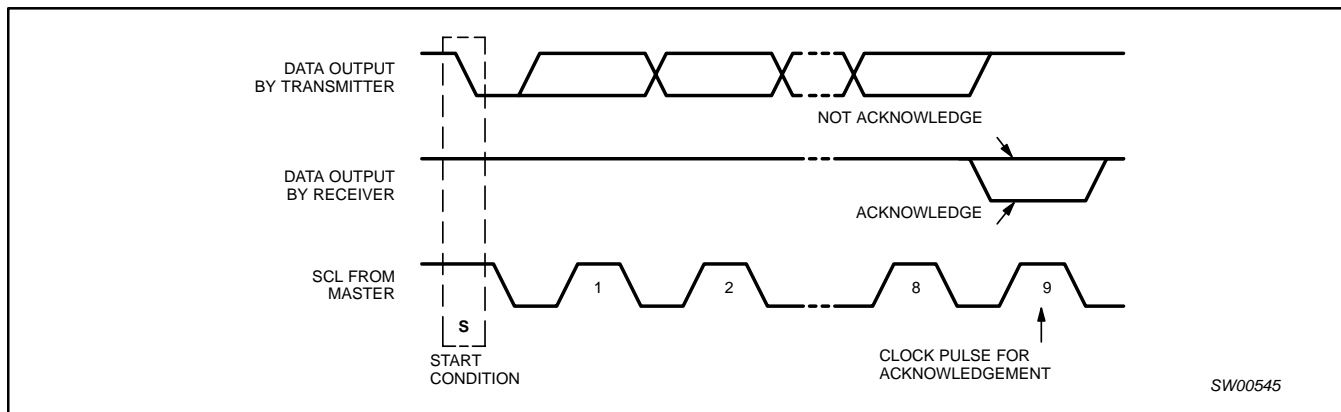 DATA OUTPUT
BY TRANSMITTER
NOT ACKNOWLEDGE
DATA OUTPUT
BY RECEIVER
ACKNOWLEDGE
SCL FROM
MASTER
1
2
8
9
S
START
CONDITION
CLOCK PULSE FOR
ACKNOWLEDGEMENT
SW00545